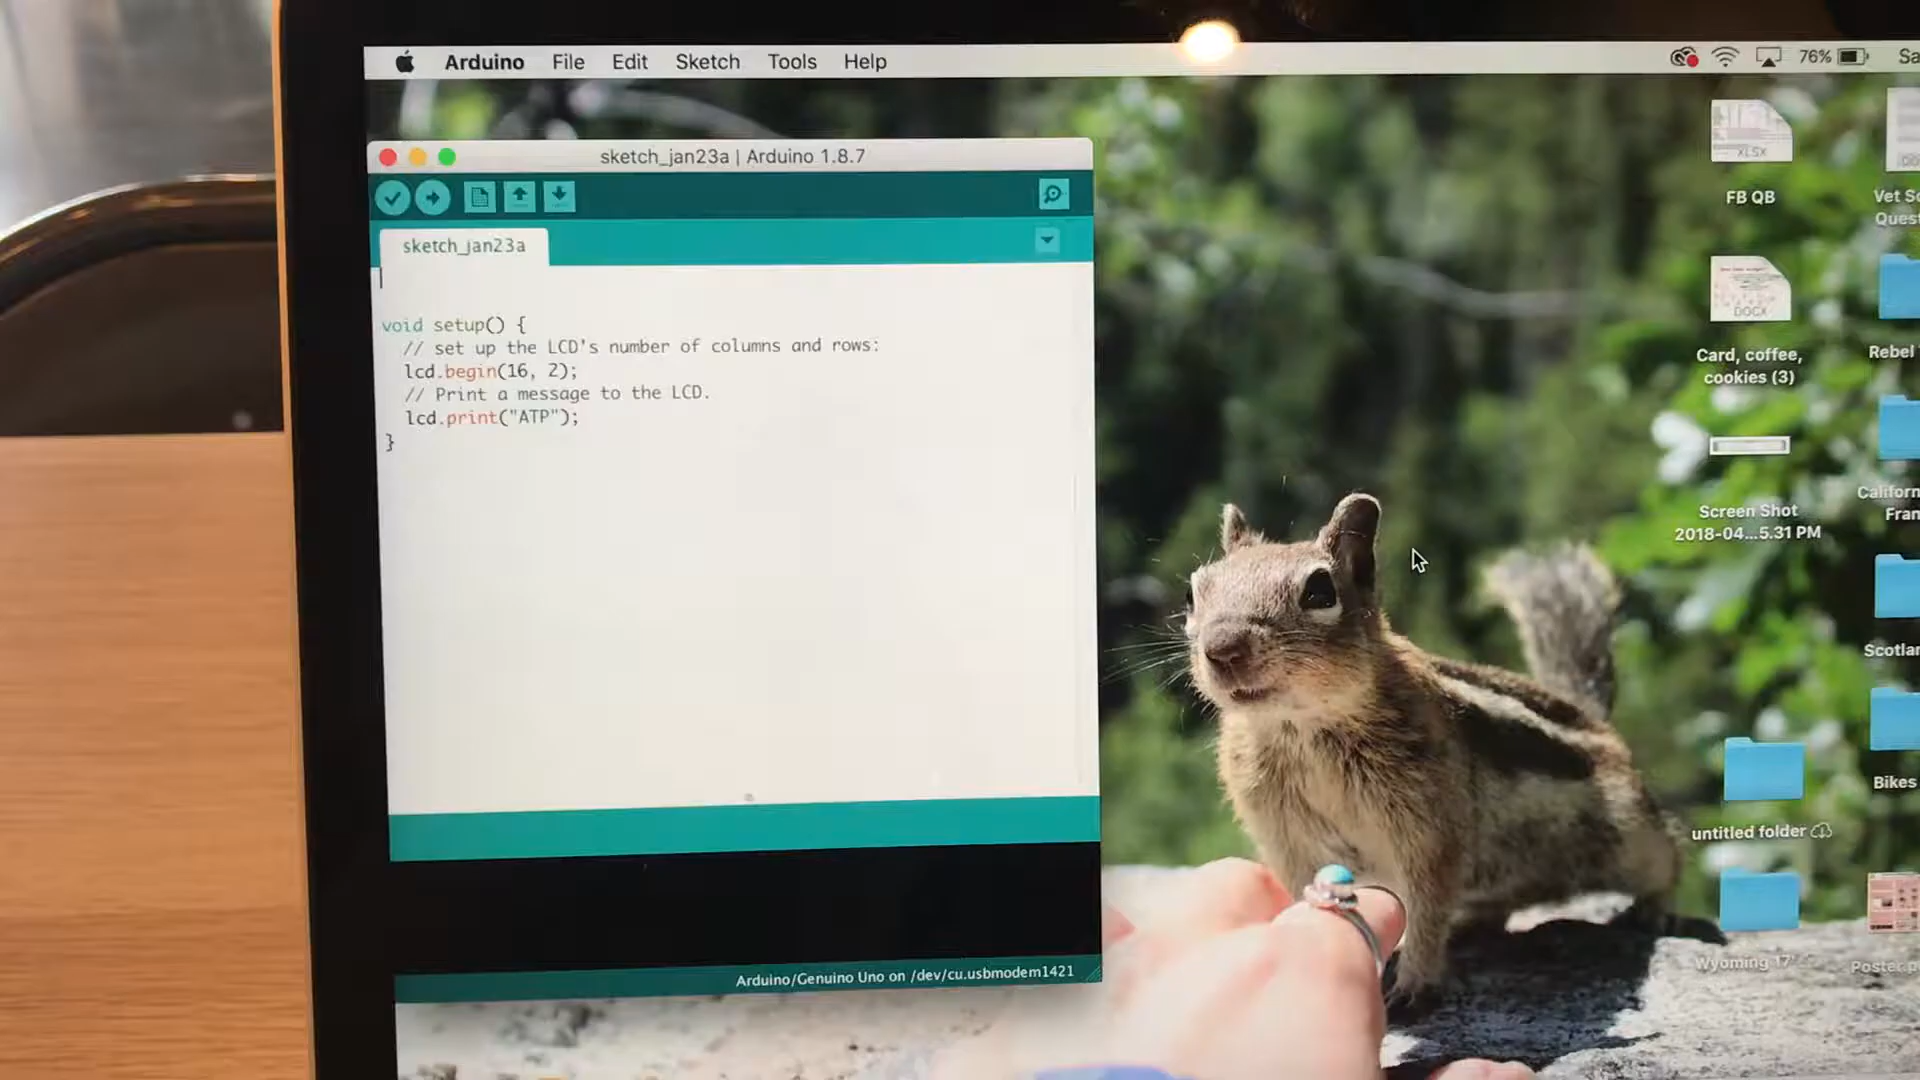 Arduino File Edit Sketch Tools Help
76%
sketch_jan23a | Arduino 1.8.7
sketch_jan23a
void setup() {
// set up the LCD's number of columns and rows:
lcd.begin(16, 2);
// Print a message to the LCD.
lcd.print("ATP");
}
Arduino/Genuino Uno on /dev/cu.usbmodem1421
XLSX
FB QB
DOCX
Card, coffee,
cookies (3)
Screen Shot
2018-04...5.31 PM
untitled folder
Wyoming 17'
Vet
Rebel
Bikes